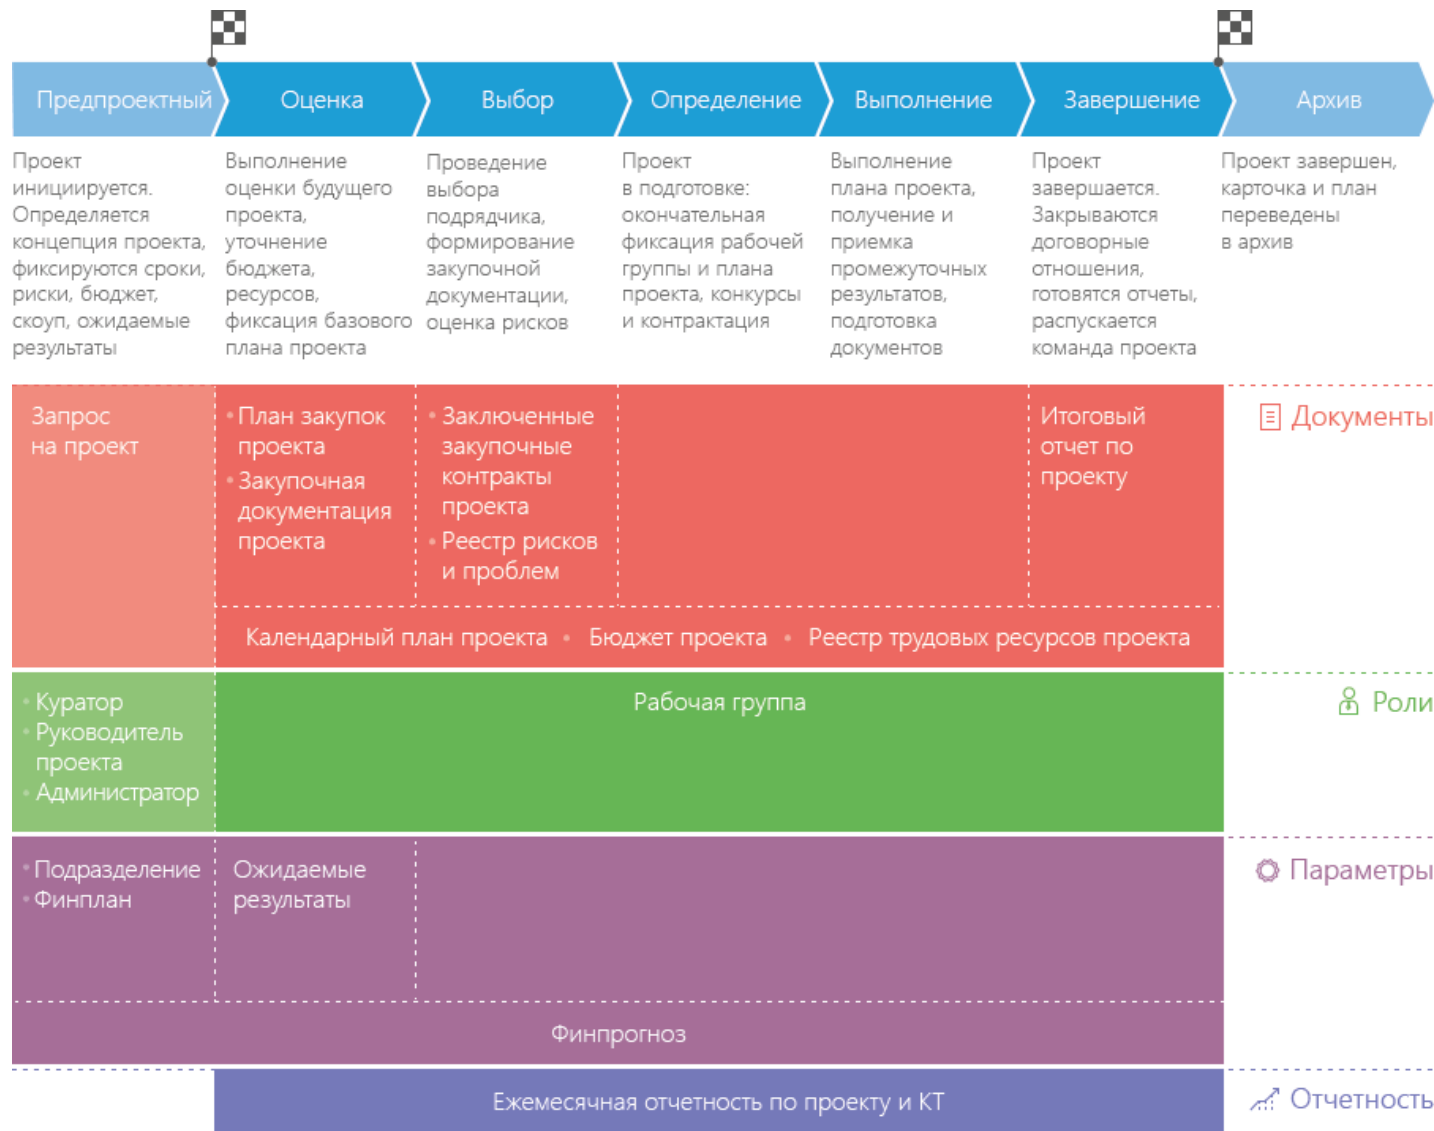 Предпроектный
Оценка
Выбор
Определение
Выполнение
Завершение
Архив
Проект
инициируется.
Определяется
концепция проекта,
фиксируются сроки,
риски, бюджет,
скоуп, ожидаемые
результаты
Выполнение
оценки будущего
проекта,
уточнение
бюджета,
ресурсов,
фиксация базового
плана проекта
Проведение
выбора
подрядчика,
формирование
закупочной
документации,
оценка рисков
Проект
в подготовке:
окончательная
фиксация рабочей
группы и плана
проекта, конкурсы
и контрактация
Выполнение
плана проекта,
получение и
приемка
промежуточных
результатов,
подготовка
документов
Проект
завершается.
Закрываются
договорные
отношения,
готовятся отчеты,
распускается
команда проекта
Проект завершен,
карточка и план
переведены
в архив
Запрос
на проект
• План закупок
проекта
• Закупочная
документация
проекта
• Заключенные
закупочные
контракты
проекта
• Реестр рисков
и проблем
Итоговый
отчет по
проекту
Документы
Календарный план проекта • Бюджет проекта • Реестр трудовых ресурсов проекта
• Куратор
• Руководитель
проекта
• Администратор
Рабочая группа
Роли
• Подразделение
• Финплан
Ожидаемые
результаты
Параметры
Финпрогноз
Ежемесячная отчетность по проекту и КТ
Отчетность